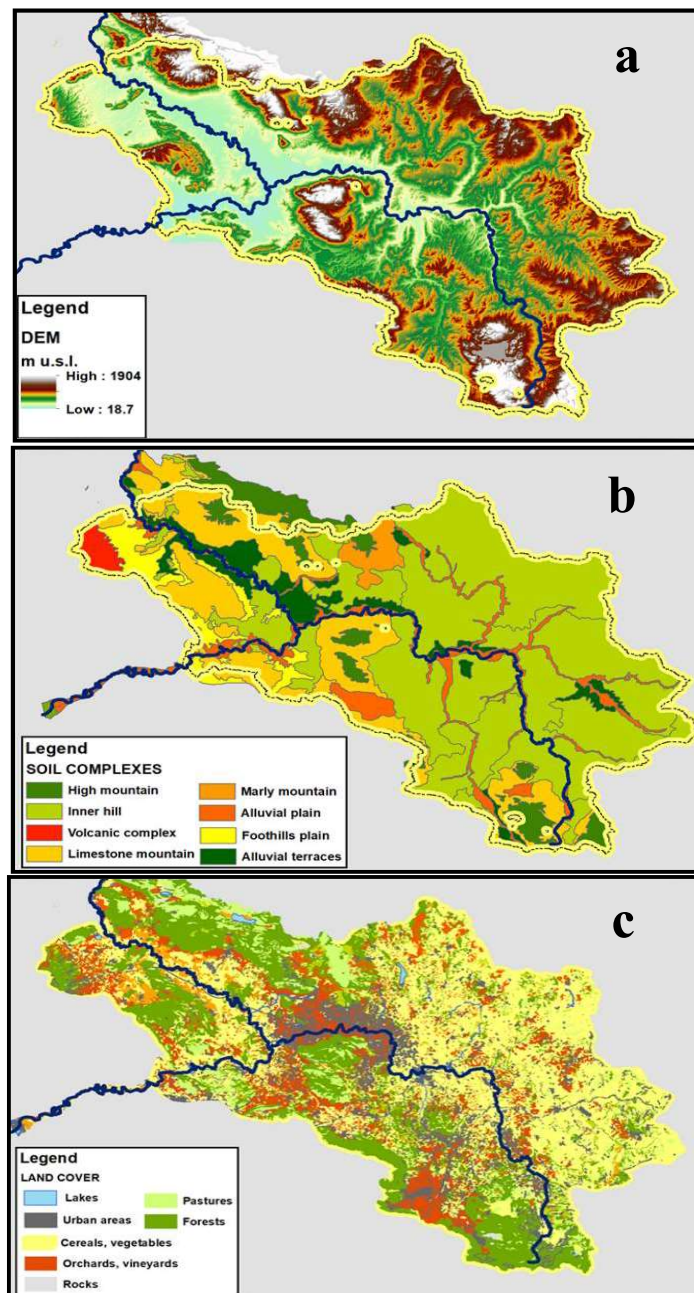 a
Legend
DEM
m u.s.l.
High : 1904
Low : 18.7
b
Legend
SOIL COMPLEXES
High mountain
Marly mountain
Inner hill
Alluvial plain
Volcanic complex
Foothills plain
Limestone mountain
Alluvial terraces
c
Legend
LAND COVER
Lakes
Pastures
Urban areas
Forests
Cereals, vegetables
Orchards, vineyards
Rocks